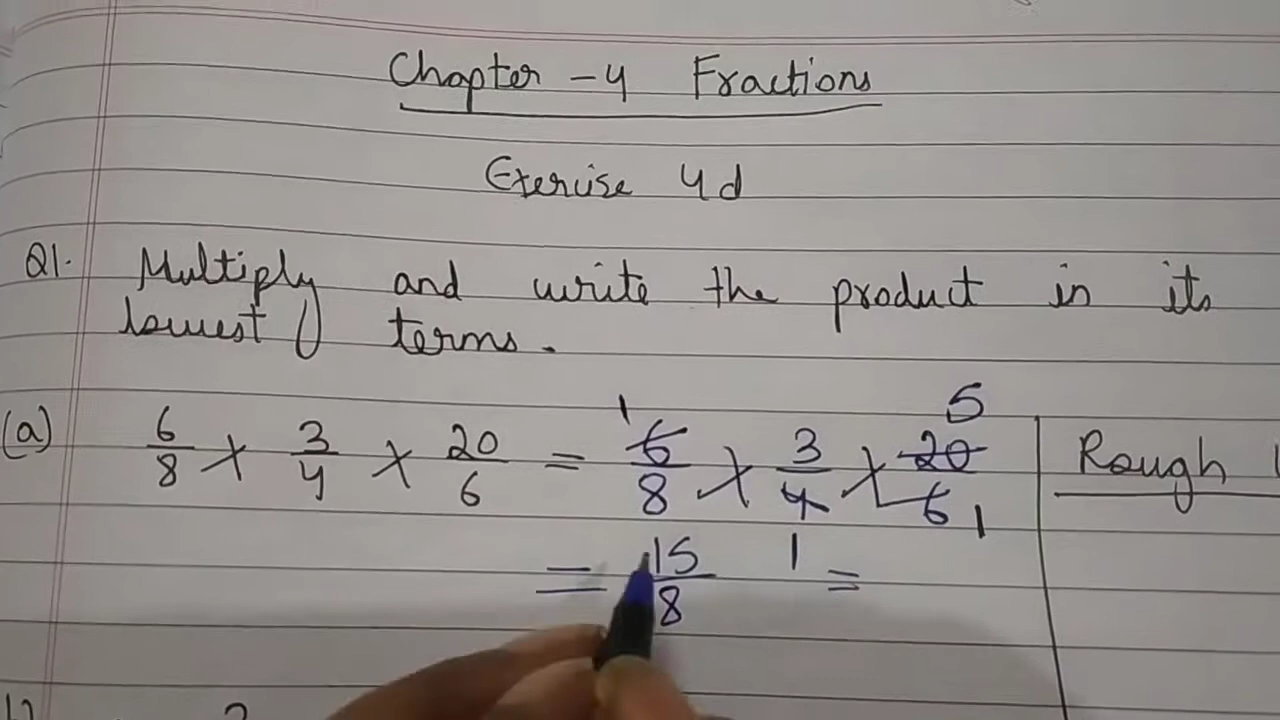 Chapter - 4 Fractions
Exercise 4d
Q1. Multiply and write the product in its
lowest terms.
(a) 6/8 × 3/4 × 20/6 = 6/8 × 3/4 × 20/6 Rough
1 5 1 1
= 15/8 =